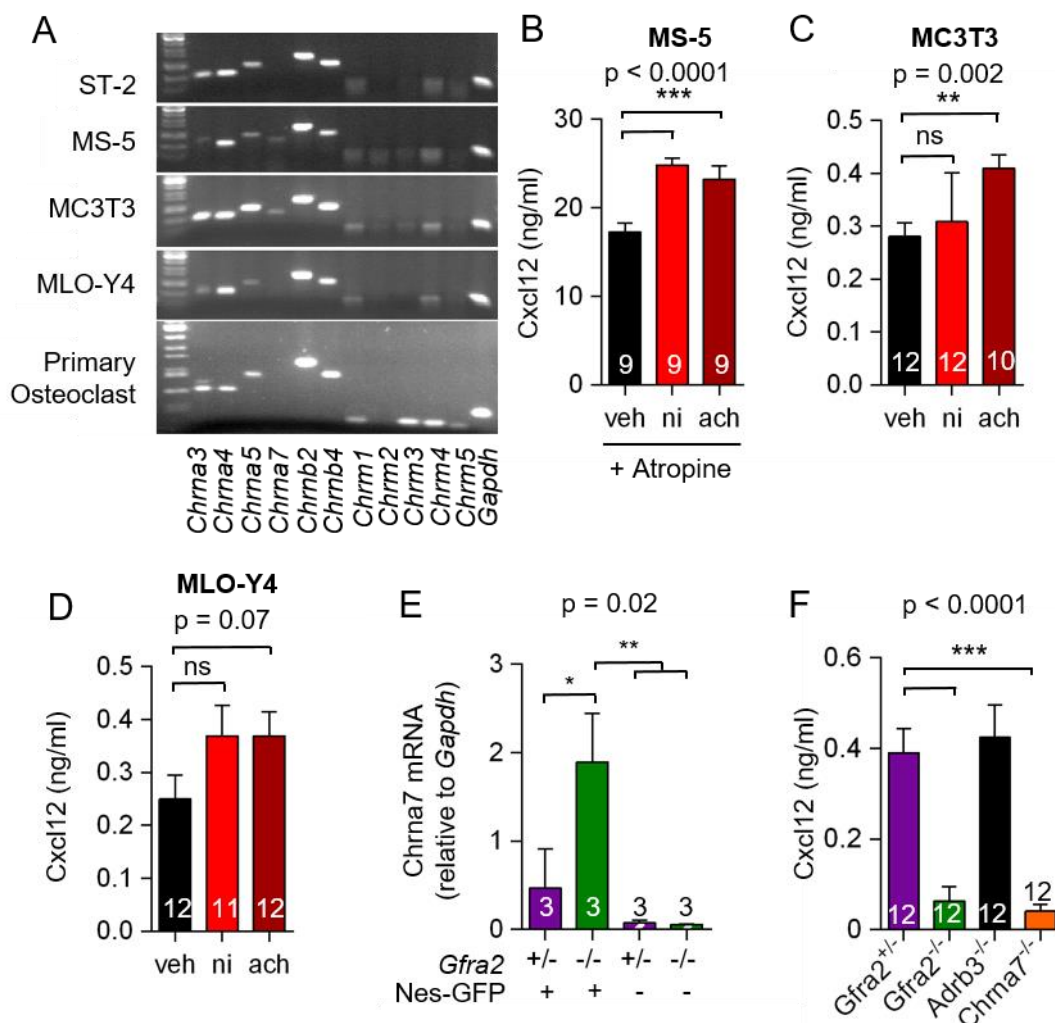 A
ST-2
MS-5
MC3T3
MLO-Y4
Primary
Osteoclast
Chrna3
Chrna4
Chrna5
Chrna7
Chrnb2
Chrnb4
Chrm1
Chrm2
Chrm3
Chrm4
Chrm5
Gapdh
B
MS-5
p < 0.0001
***
Cxcl12 (ng/ml)
30
20
10
0
9 9 9
veh ni ach
+ Atropine
C
MC3T3
p = 0.002
**
ns
Cxcl12 (ng/ml)
0.5
0.4
0.3
0.2
0.1
0.0
12 12 10
veh ni ach
D
MLO-Y4
p = 0.07
ns
Cxcl12 (ng/ml)
0.5
0.4
0.3
0.2
0.1
0.0
12 11 12
veh ni ach
E
p = 0.02
**
*
Chrna7 mRNA
(relative to Gapdh)
3
2
1
0
3 3 3 3
Gfra2 +/- -/- +/- -/-
Nes-GFP + + - -
F
p < 0.0001
***
Cxcl12 (ng/ml)
0.6
0.4
0.2
0.0
12 12 12 12
Gfra2+/-
Gfra2-/-
Adrb3-/-
Chrna7-/-